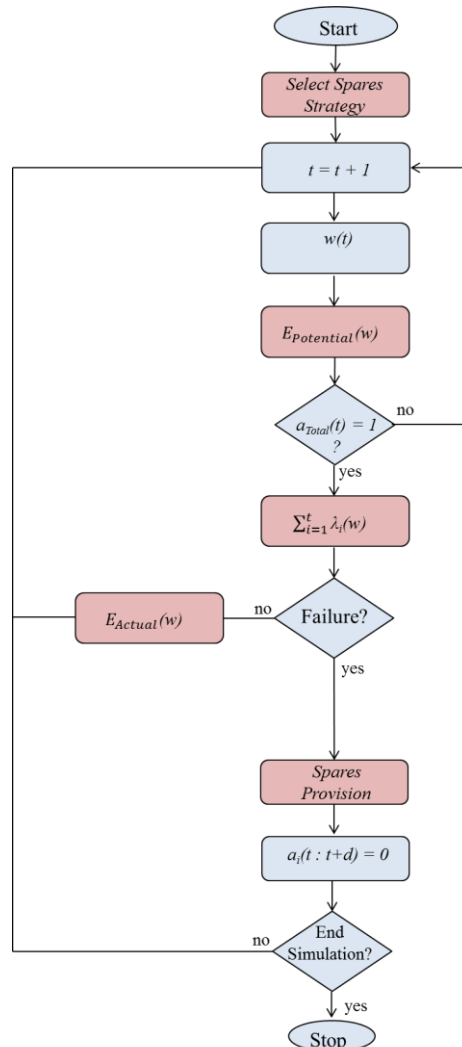 Start
Select Spares
Strategy
t = t + 1
w(t)
E_Potential(w)
a_Total(t) = 1
?
no
yes
∑_{i=1}^{t} λ_i(w)
E_Actual(w)
no
Failure?
yes
Spares
Provision
a_i(t : t+d) = 0
no
End
Simulation?
yes
Stop